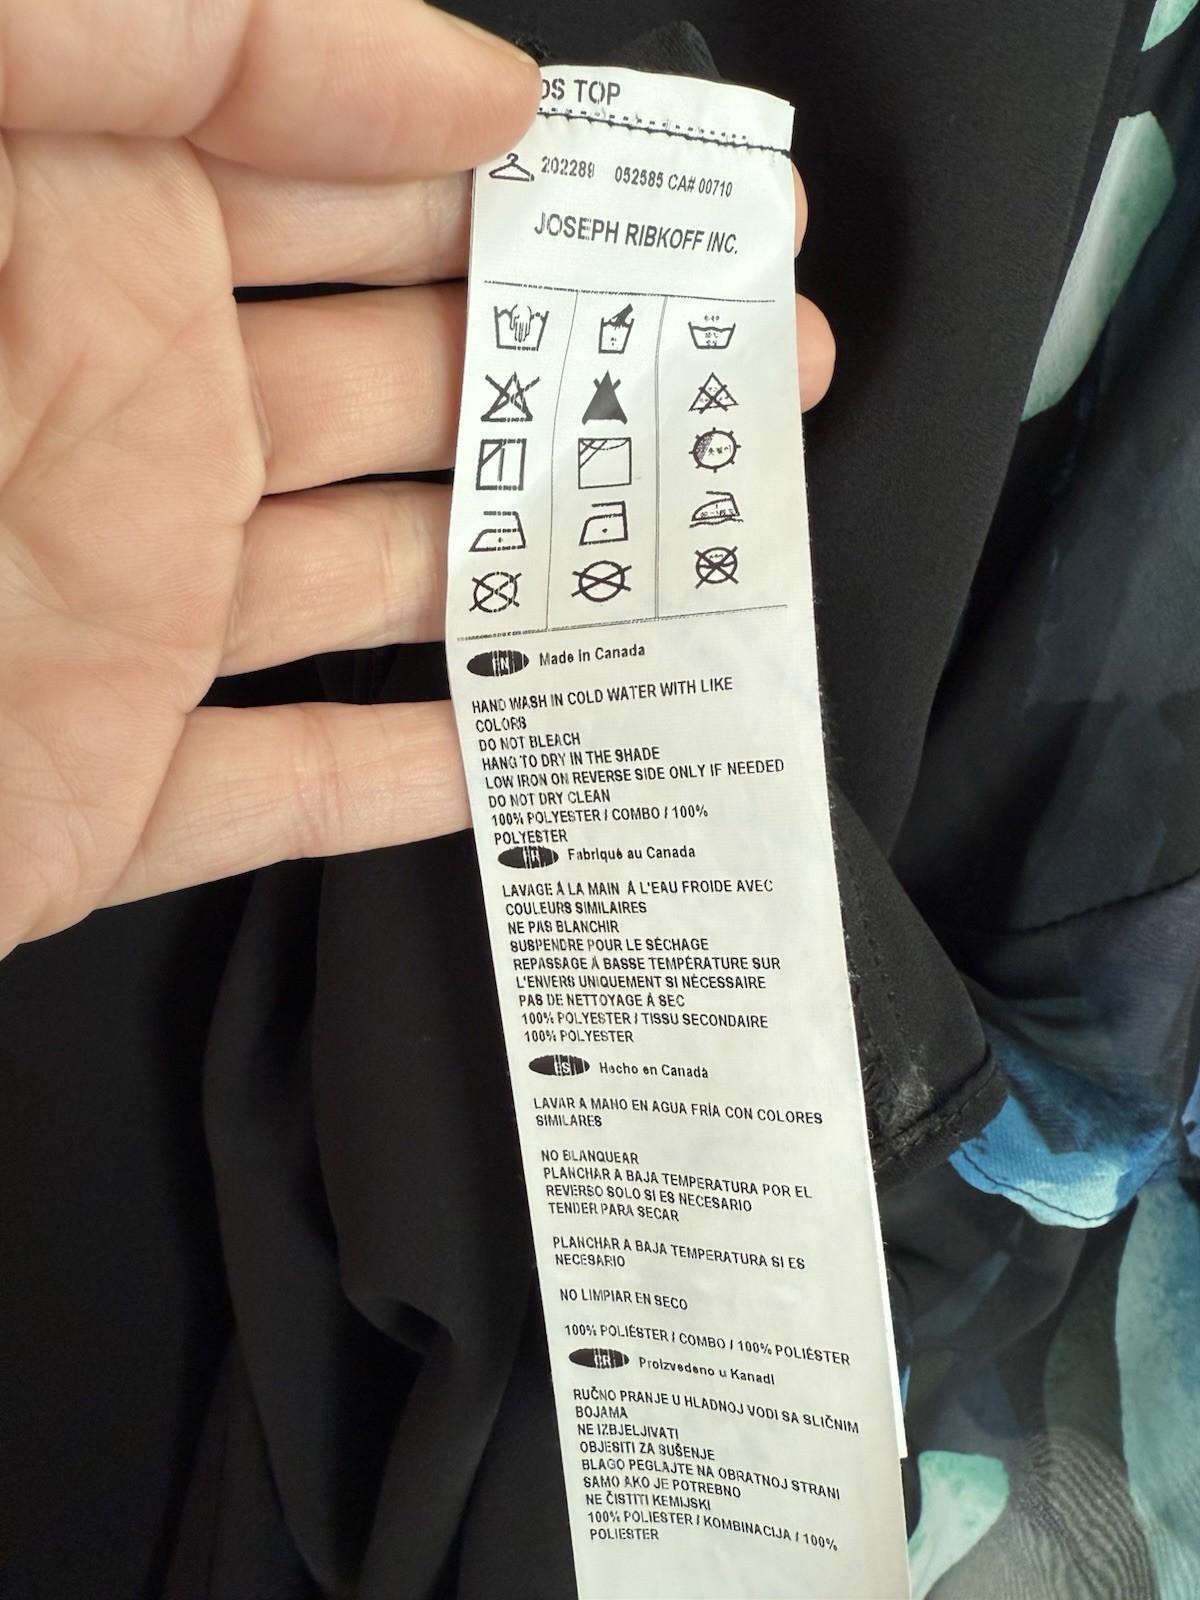 OS TOP
202289 052585 CA# 00710
JOSEPH RIBKOFF INC.
EN Made in Canada
HAND WASH IN COLD WATER WITH LIKE
COLORS
DO NOT BLEACH
HANG TO DRY IN THE SHADE
LOW IRON ON REVERSE SIDE ONLY IF NEEDED
DO NOT DRY CLEAN
100% POLYESTER / COMBO / 100%
POLYESTER
FR Fabriqué au Canada
LAVAGE À LA MAIN À L'EAU FROIDE AVEC
COULEURS SIMILAIRES
NE PAS BLANCHIR
SUSPENDRE POUR LE SÉCHAGE
REPASSAGE À BASSE TEMPÉRATURE SUR
L'ENVERS UNIQUEMENT SI NÉCESSAIRE
PAS DE NETTOYAGE À SEC
100% POLYESTER / TISSU SECONDAIRE
100% POLYESTER
ES Hecho en Canadá
LAVAR A MANO EN AGUA FRÍA CON COLORES
SIMILARES
NO BLANQUEAR
PLANCHAR A BAJA TEMPERATURA POR EL
REVERSO SOLO SI ES NECESARIO
TENDER PARA SECAR
PLANCHAR A BAJA TEMPERATURA SI ES
NECESARIO
NO LIMPIAR EN SECO
100% POLIÉSTER / COMBO / 100% POLIÉSTER
HR Proizvedeno u Kanadi
RUČNO PRANJE U HLADNOJ VODI SA SLIČNIM
BOJAMA
NE IZBJELJIVATI
OBJESITI ZA SUŠENJE
BLAGO PEGLAJTE NA OBRATNOJ STRANI
SAMO AKO JE POTREBNO
NE ČISTITI KEMIJSKI
100% POLIESTER / KOMBINACIJA / 100%
POLIESTER